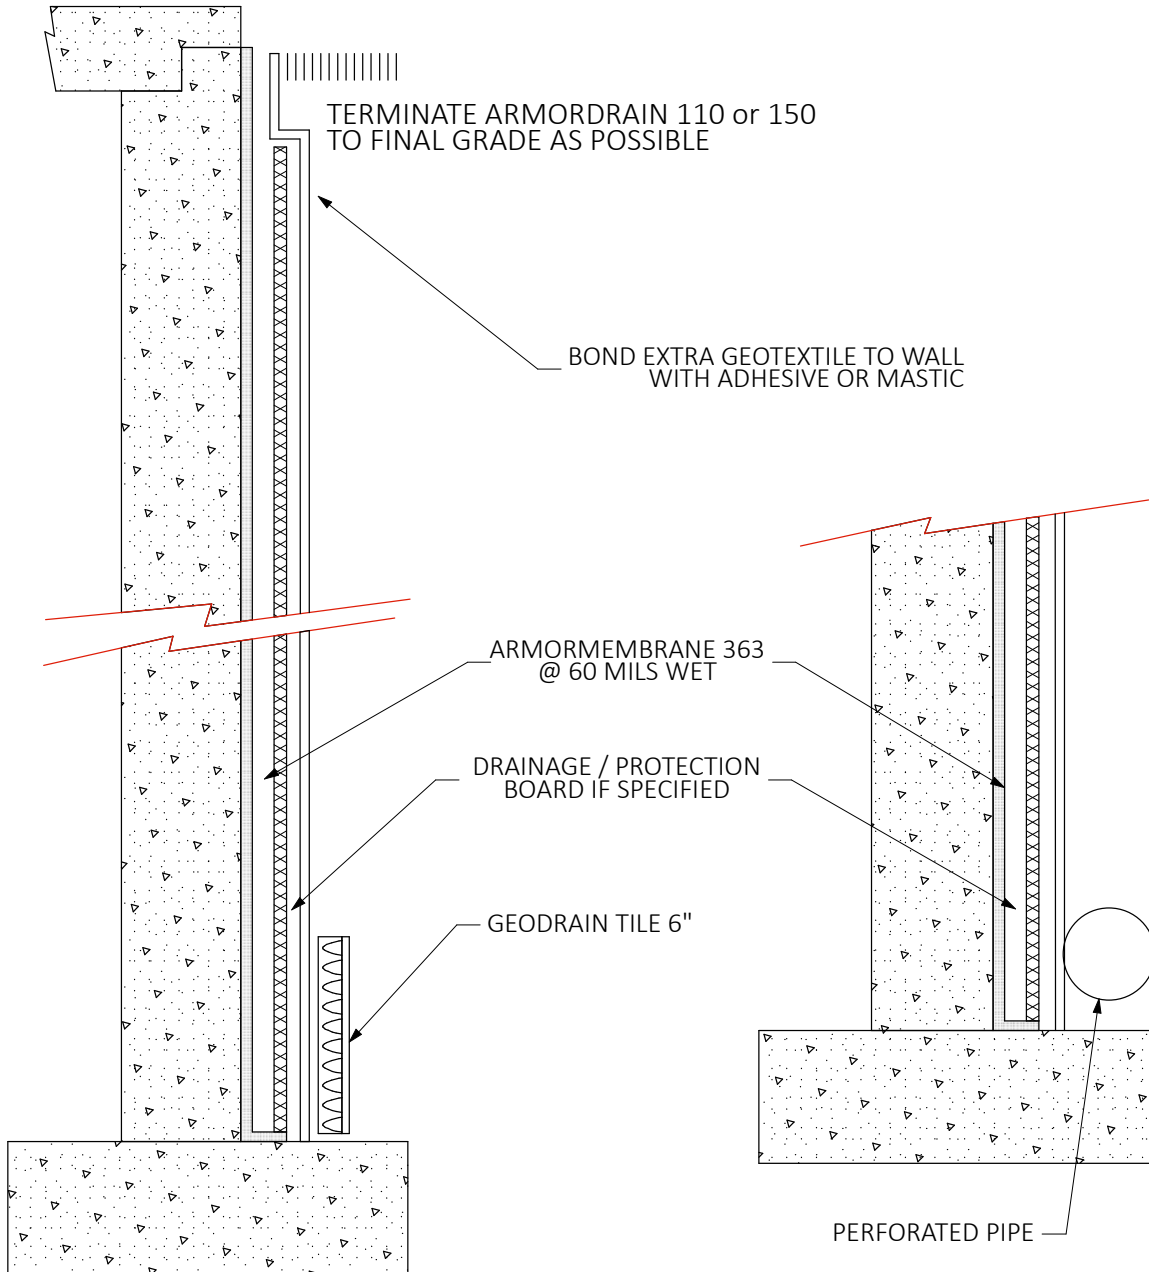 TERMINATE ARMORDRAIN 110 or 150
TO FINAL GRADE AS POSSIBLE
BOND EXTRA GEOTEXTILE TO WALL
WITH ADHESIVE OR MASTIC
ARMORMEMBRANE 363
@ 60 MILS WET
DRAINAGE / PROTECTION
BOARD IF SPECIFIED
GEODRAIN TILE 6"
PERFORATED PIPE